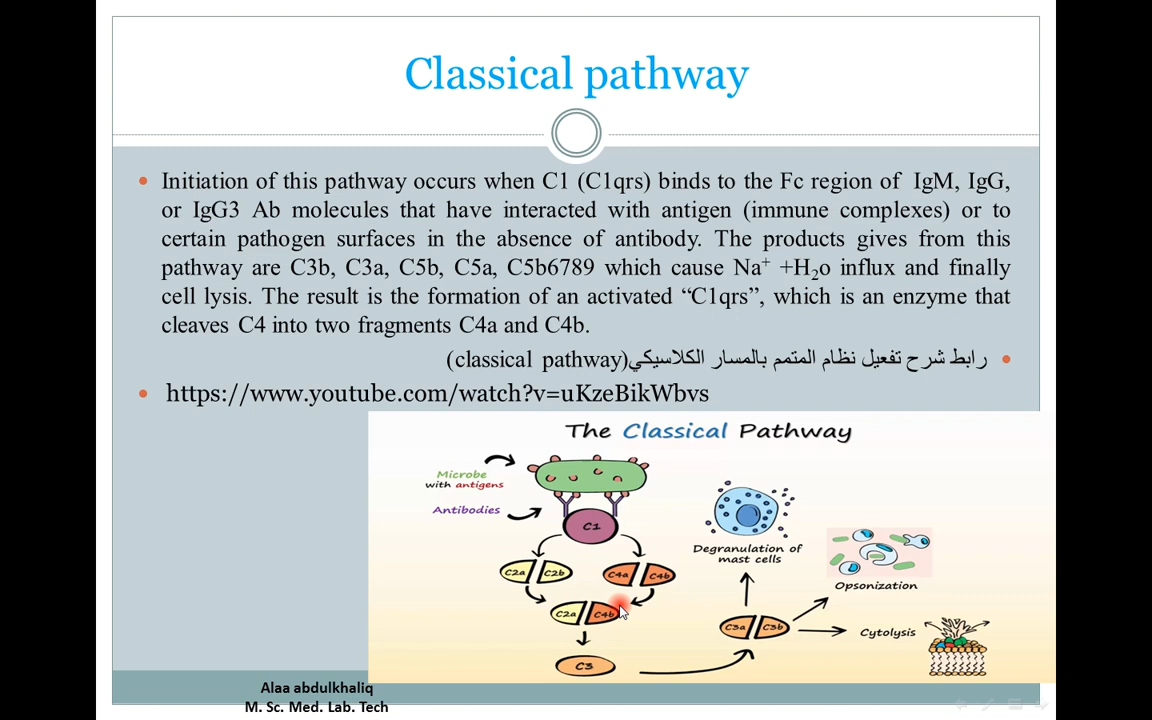 Classical pathway
• Initiation of this pathway occurs when C1 (C1qrs) binds to the Fc region of IgM, IgG,
or IgG3 Ab molecules that have interacted with antigen (immune complexes) or to
certain pathogen surfaces in the absence of antibody. The products gives from this
pathway are C3b, C3a, C5b, C5a, C5b6789 which cause Na⁺ +H₂o influx and finally
cell lysis. The result is the formation of an activated “C1qrs”, which is an enzyme that
cleaves C4 into two fragments C4a and C4b.
• رابط شرح تفعيل نظام المتمم بالمسار الكلاسيكي(classical pathway)
• https://www.youtube.com/watch?v=uKzeBikWbvs
The Classical Pathway
Microbe
with antigens
Antibodies
C1
C2a C2b
C4a C4b
C2a C4b
C3
Degranulation of
mast cells
C3a C3b
Opsonization
Cytolysis
Alaa abdulkhaliq
M. Sc. Med. Lab. Tech